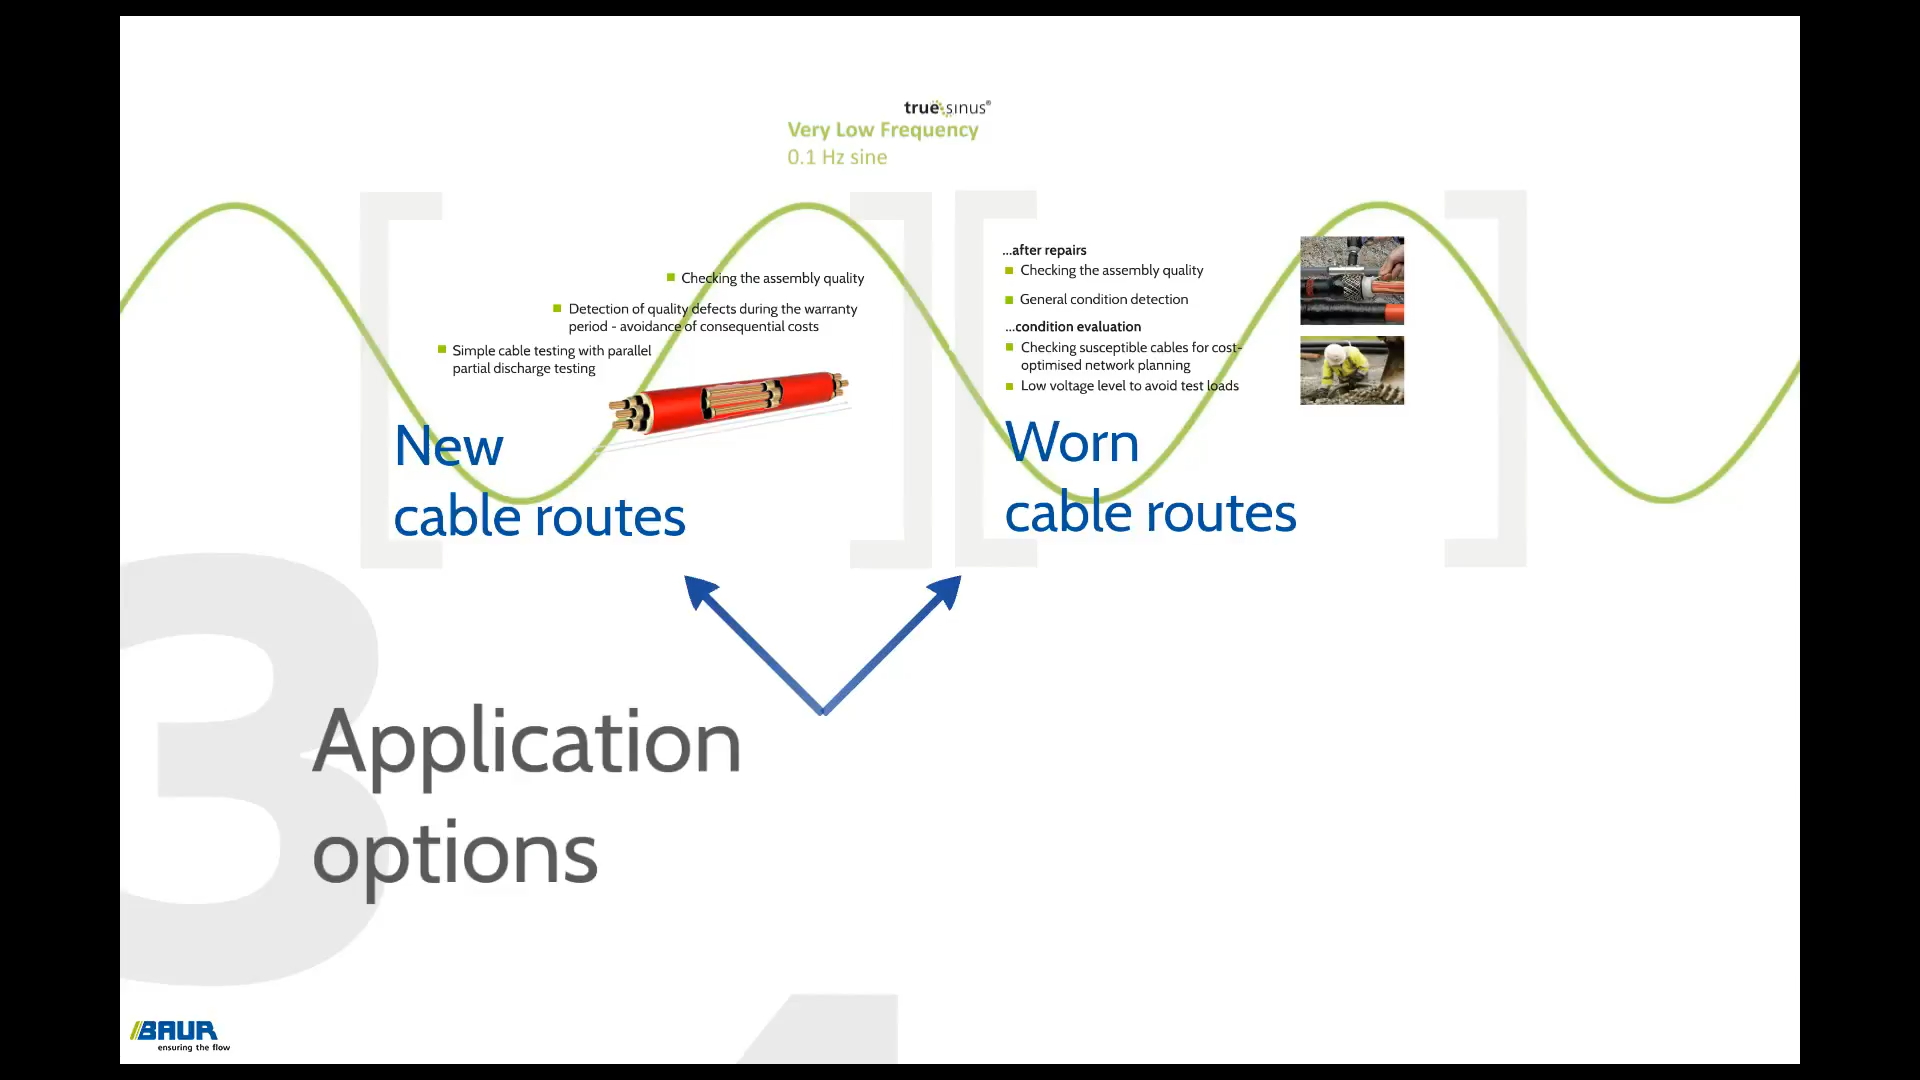 true sinus®
Very Low Frequency
0.1 Hz sine
Checking the assembly quality
Detection of quality defects during the warranty
period - avoidance of consequential costs
Simple cable testing with parallel
partial discharge testing
New
cable routes
...after repairs
Checking the assembly quality
General condition detection
...condition evaluation
Checking susceptible cables for cost-
optimised network planning
Low voltage level to avoid test loads
Worn
cable routes
3
Application
options
BAUR
ensuring the flow